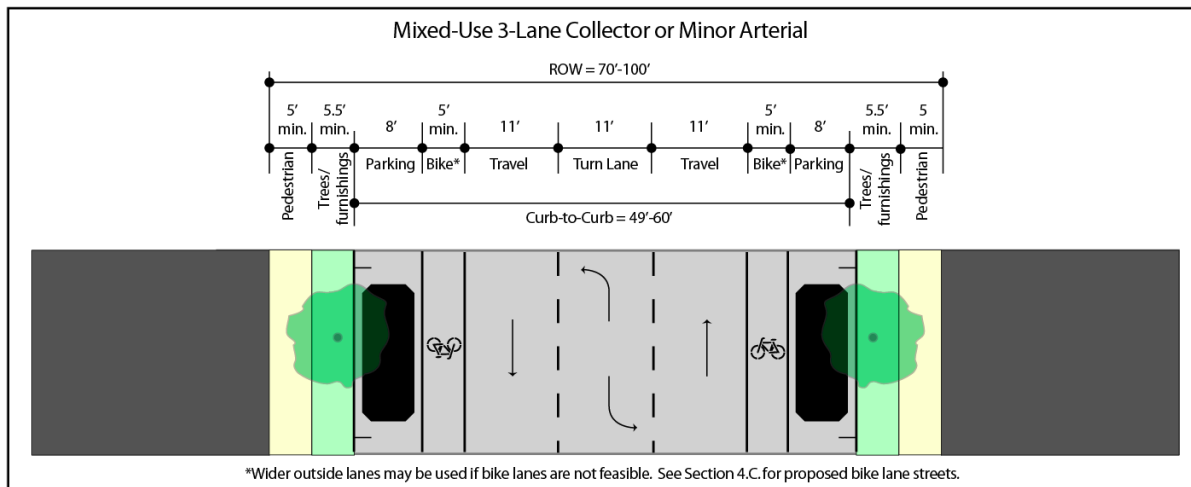 Mixed-Use 3-Lane Collector or Minor Arterial
ROW = 70'-100'
5' min. 5.5' min. 8' 5' min. 11' 11' 11' 5' min. 8' 5.5' min. 5 min.
Pedestrian Trees/ furnishings Parking Bike* Travel Turn Lane Travel Bike* Parking Trees/ furnishings Pedestrian
Curb-to-Curb = 49'-60'
*Wider outside lanes may be used if bike lanes are not feasible. See Section 4.C. for proposed bike lane streets.